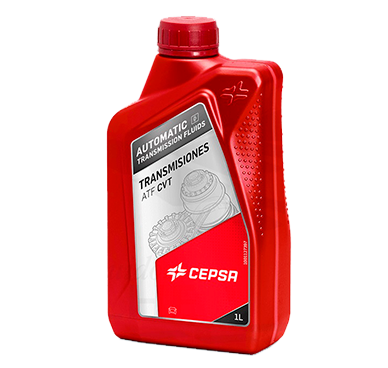 AUTOMATIC
TRANSMISSION FLUIDS
TRANSMISIONES
ATF CVT
CEPSA
1L